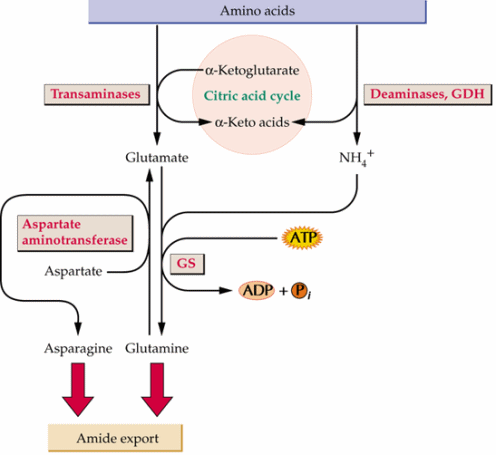 Amino acids
α-Ketoglutarate
Transaminases
Citric acid cycle
Deaminases, GDH
α-Keto acids
Glutamate
NH₄⁺
Aspartate
aminotransferase
ATP
GS
Aspartate
ADP + Pᵢ
Asparagine
Glutamine
Amide export